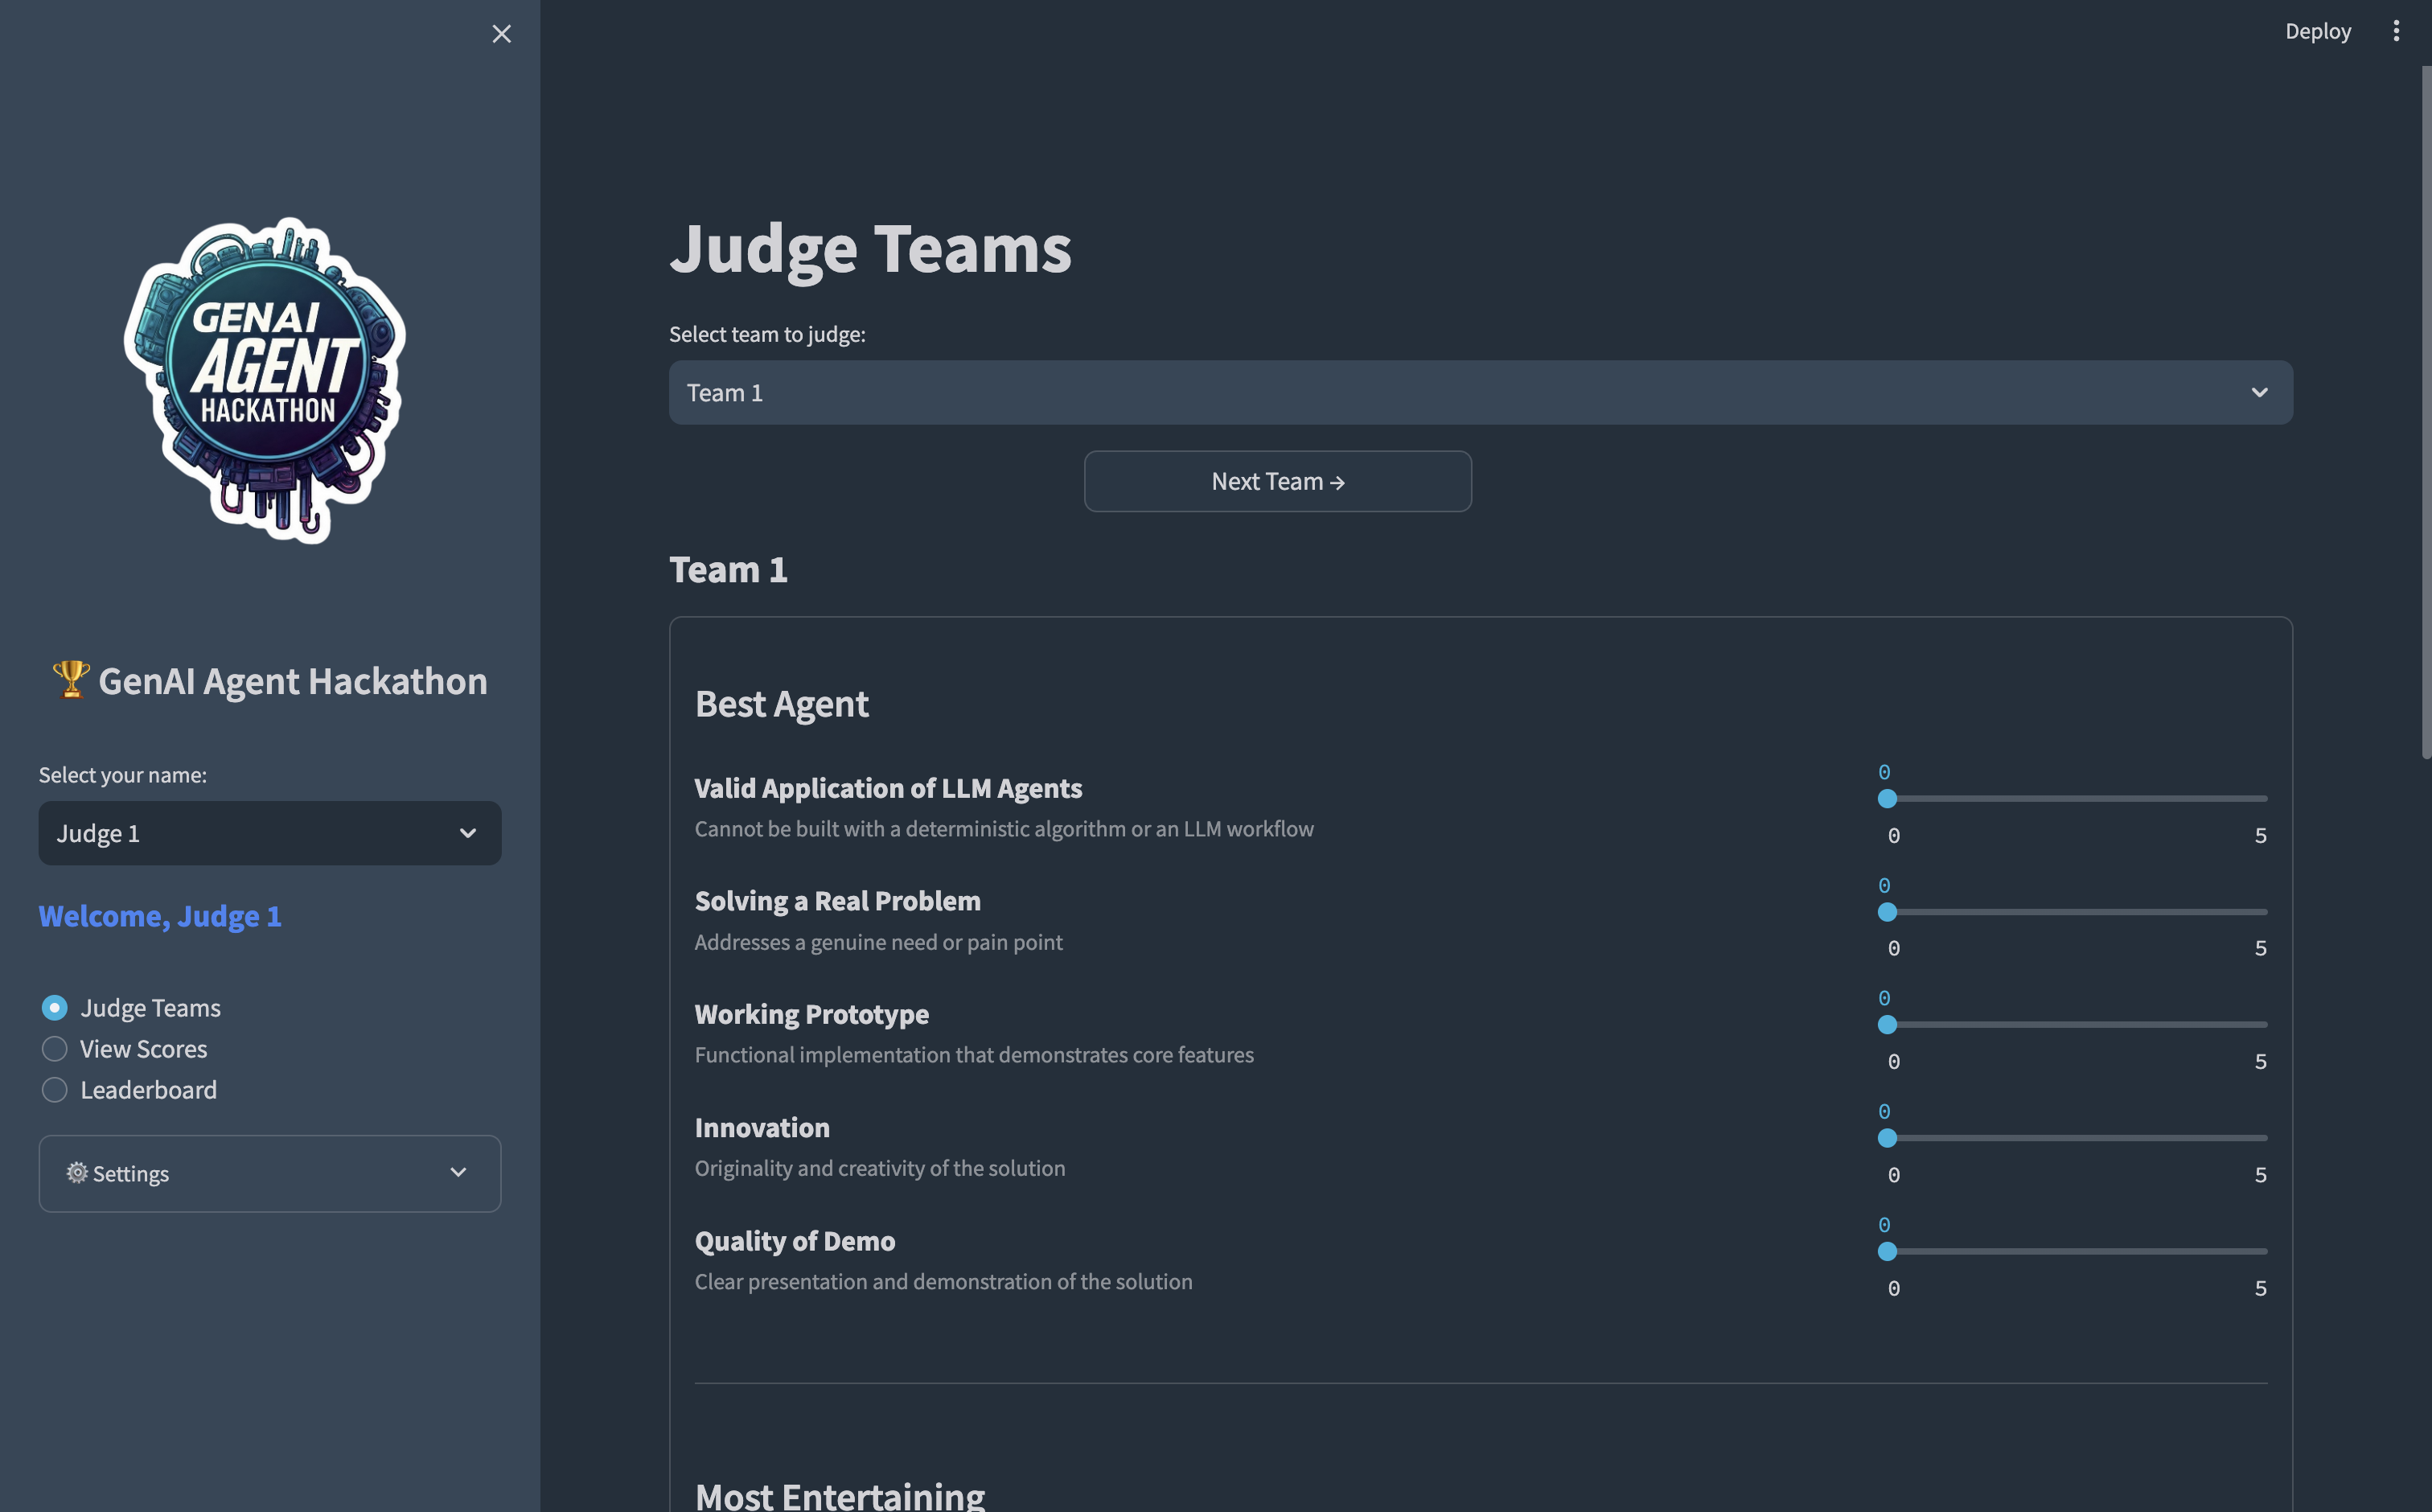 GENAI
AGENT
HACKATHON
🏆 GenAI Agent Hackathon
Select your name:
Judge 1
Welcome, Judge 1
Judge Teams
View Scores
Leaderboard
⚙️ Settings
Deploy
Judge Teams
Select team to judge:
Team 1
Next Team →
Team 1
Best Agent
Valid Application of LLM Agents
Cannot be built with a deterministic algorithm or an LLM workflow
0
0 5
Solving a Real Problem
Addresses a genuine need or pain point
0
0 5
Working Prototype
Functional implementation that demonstrates core features
0
0 5
Innovation
Originality and creativity of the solution
0
0 5
Quality of Demo
Clear presentation and demonstration of the solution
0
0 5
Most Entertaining